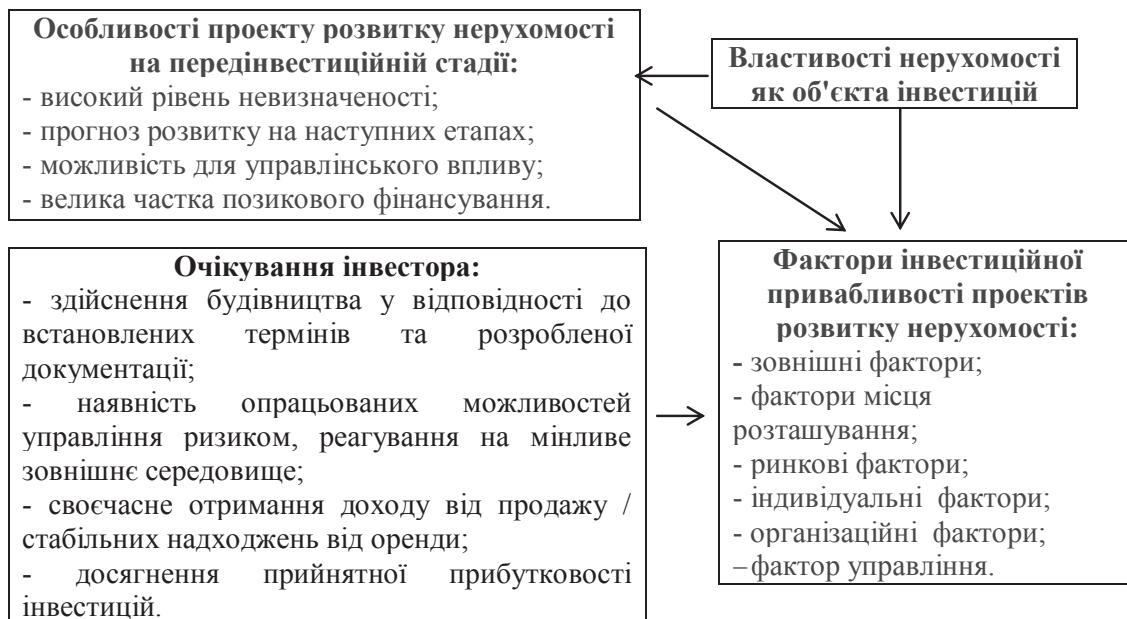 Особливості проекту розвитку нерухомості
на передінвестиційній стадії:
- високий рівень невизначеності;
- прогноз розвитку на наступних етапах;
- можливість для управлінського впливу;
- велика частка позикового фінансування.
Властивості нерухомості
як об'єкта інвестицій
Очікування інвестора:
- здійснення будівництва у відповідності до
встановлених термінів та розробленої
документації;
- наявність опрацьованих можливостей
управління ризиком, реагування на мінливе
зовнішнє середовище;
- своєчасне отримання доходу від продажу /
стабільних надходжень від оренди;
- досягнення прийнятної прибутковості
інвестицій.
Фактори інвестиційної
привабливості проектів
розвитку нерухомості:
- зовнішні фактори;
- фактори місця
розташування;
- ринкові фактори;
- індивідуальні фактори;
- організаційні фактори;
–фактор управління.